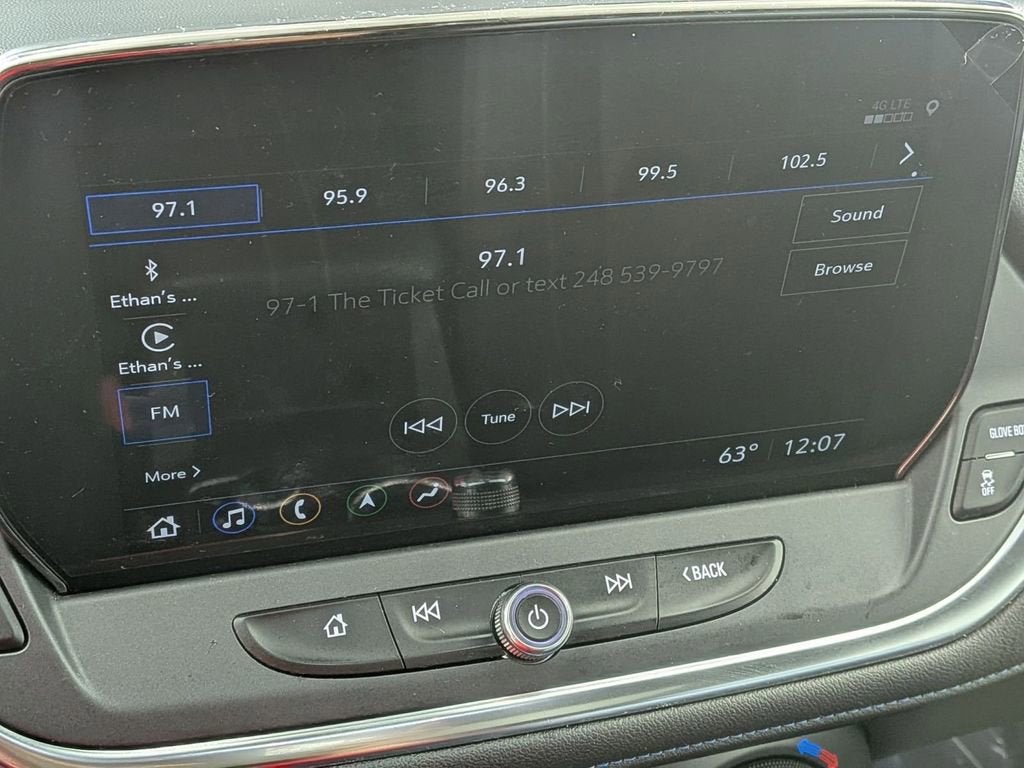 4G LTE
97.1 95.9 96.3 99.5 102.5
Sound
97.1
Browse
97-1 The Ticket Call or text 248 539-9797
Ethan's ...
Ethan's ...
FM
Tune
More
63° 12:07
GLOVE BO
OFF
BACK